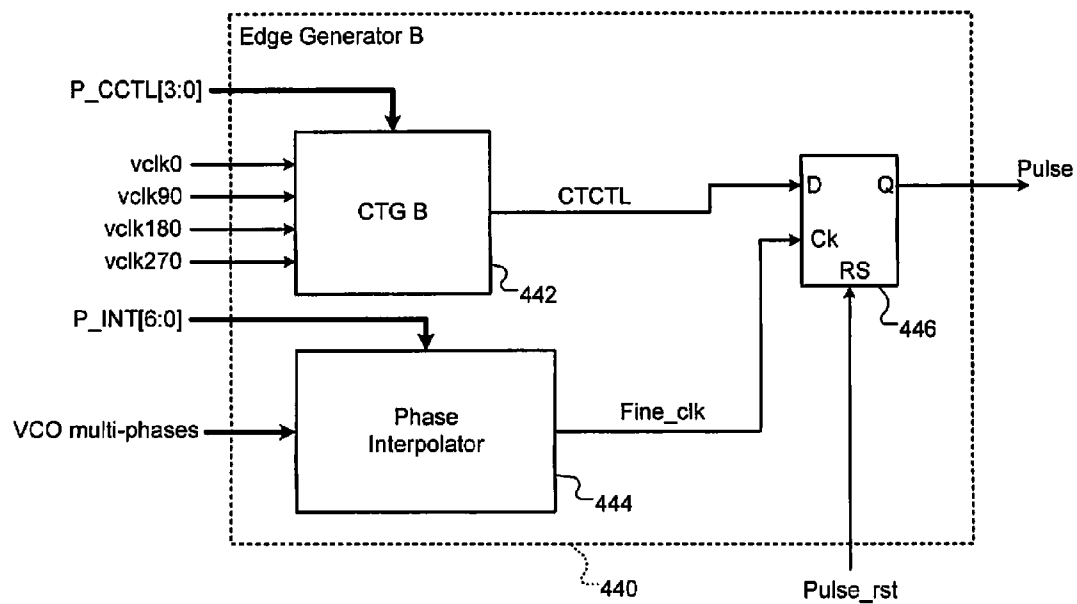 Edge Generator B
P_CCTL[3:0]
vclk0
vclk90
vclk180
vclk270
CTG B
CTCTL
D
Q
Ck
RS
Pulse
442
446
P_INT[6:0]
VCO multi-phases
Phase
Interpolator
Fine_clk
444
440
Pulse_rst